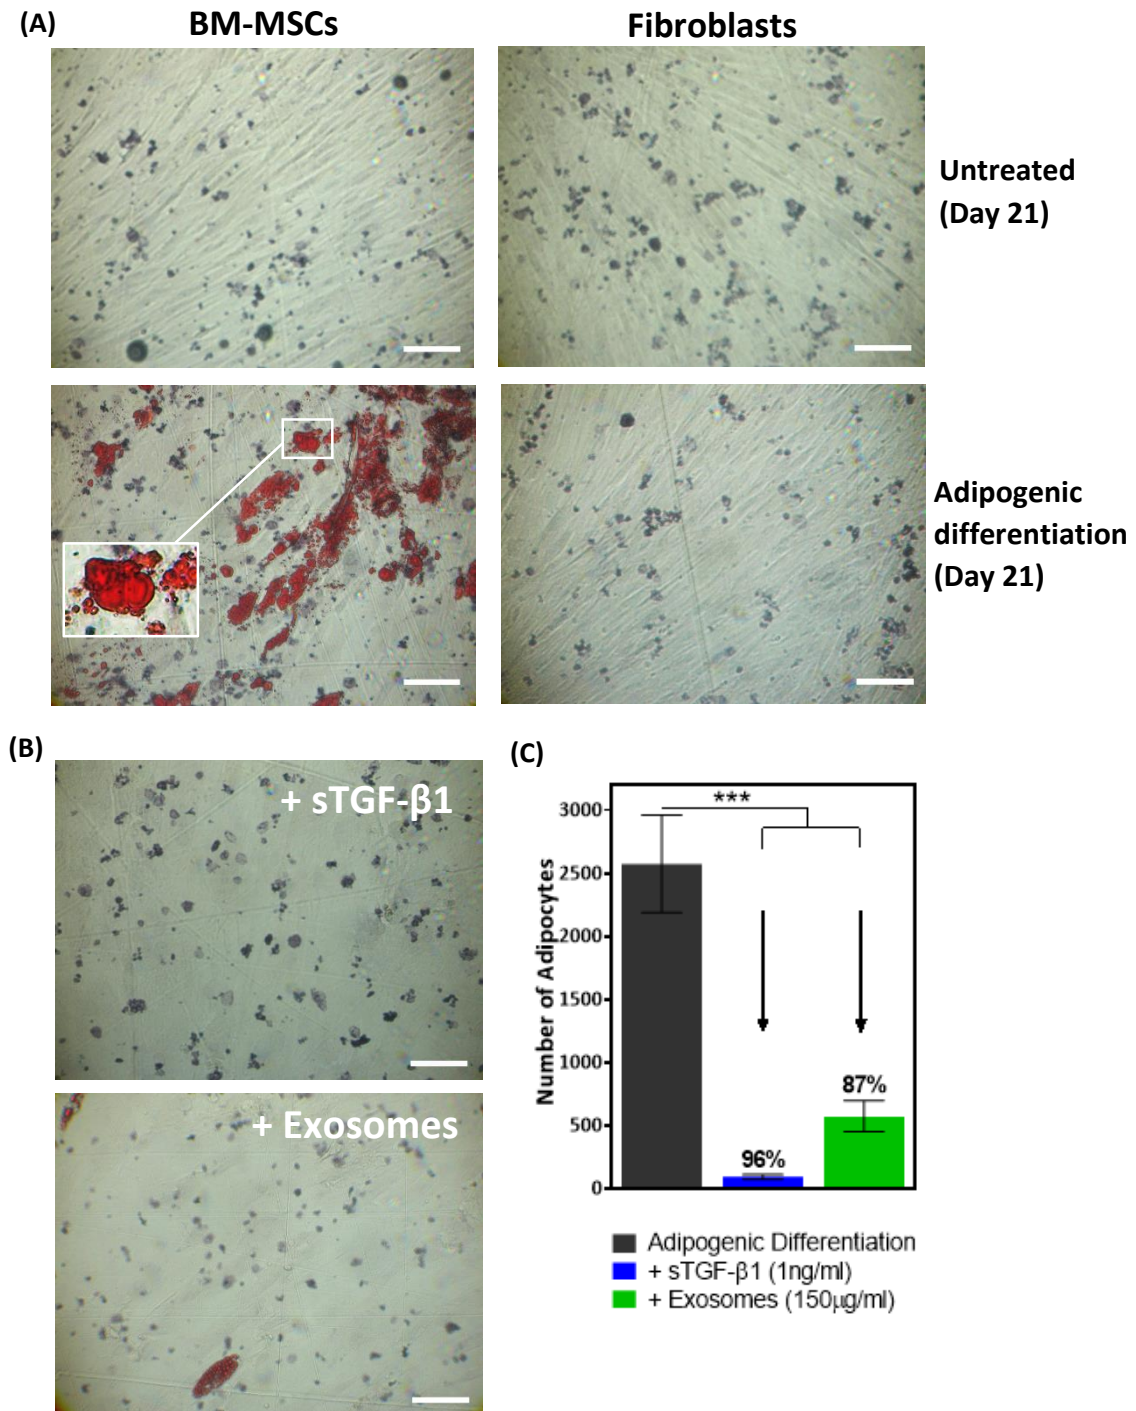 (A)
BM-MSCs
Fibroblasts
Untreated
(Day 21)
Adipogenic
differentiation
(Day 21)
(B)
+ sTGF-β1
+ Exosomes
(C)
Number of Adipocytes
3000
2500
2000
1500
1000
500
0
***
96%
87%
Adipogenic Differentiation
+ sTGF-β1 (1ng/ml)
+ Exosomes (150µg/ml)